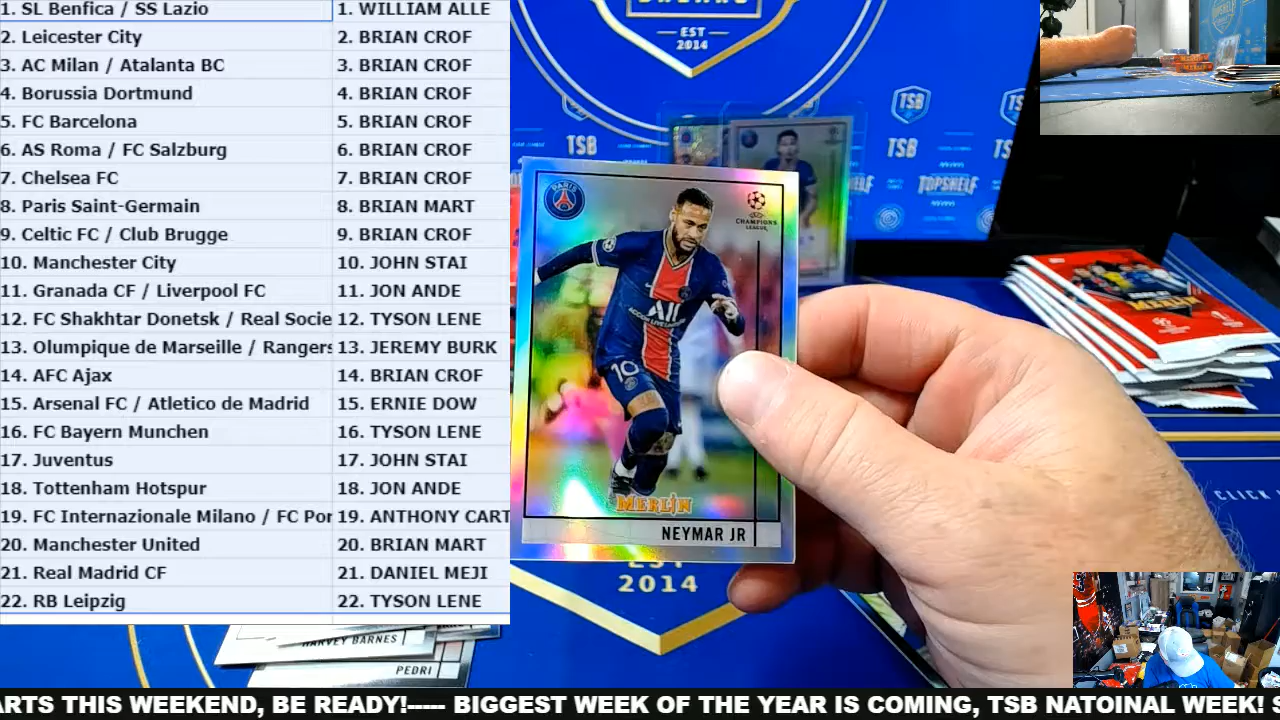 1. SL Benfica / SS Lazio
2. Leicester City
3. AC Milan / Atalanta BC
4. Borussia Dortmund
5. FC Barcelona
6. AS Roma / FC Salzburg
7. Chelsea FC
8. Paris Saint-Germain
9. Celtic FC / Club Brugge
10. Manchester City
11. Granada CF / Liverpool FC
12. FC Shakhtar Donetsk / Real Socie
13. Olumpique de Marseille / Rangers
14. AFC Ajax
15. Arsenal FC / Atletico de Madrid
16. FC Bayern Munchen
17. Juventus
18. Tottenham Hotspur
19. FC Internazionale Milano / FC Por
20. Manchester United
21. Real Madrid CF
22. RB Leipzig
1. WILLIAM ALLE
2. BRIAN CROF
3. BRIAN CROF
4. BRIAN CROF
5. BRIAN CROF
6. BRIAN CROF
7. BRIAN CROF
8. BRIAN MART
9. BRIAN CROF
10. JOHN STAI
11. JON ANDE
12. TYSON LENE
13. JEREMY BURK
14. BRIAN CROF
15. ERNIE DOW
16. TYSON LENE
17. JOHN STAI
18. JON ANDE
19. ANTHONY CART
20. BRIAN MART
21. DANIEL MEJI
22. TYSON LENE
EST
2014
TSB
TSB
TSB
TOPSHELF
PARIS
CHAMPIONS
LEAGUE
10
MERLIN
NEYMAR JR
MERLIN
2014
CLICK
HARVEY BARNES
PEDRI
ARTS THIS WEEKEND, BE READY!---- BIGGEST WEEK OF THE YEAR IS COMING, TSB NATOINAL WEEK! S